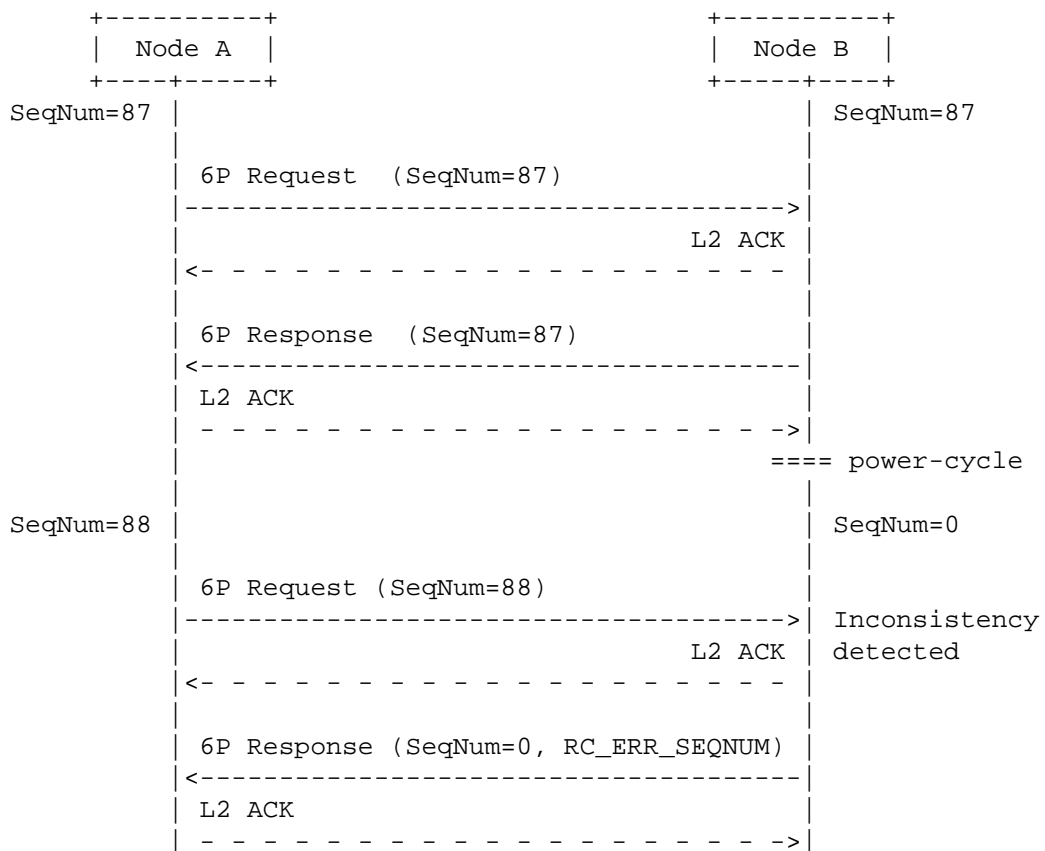 Node A Node B
SeqNum=87 SeqNum=87
6P Request (SeqNum=87)
L2 ACK
6P Response (SeqNum=87)
L2 ACK
==== power-cycle
SeqNum=88 SeqNum=0
6P Request (SeqNum=88)
Inconsistency
L2 ACK detected
6P Response (SeqNum=0, RC_ERR_SEQNUM)
L2 ACK